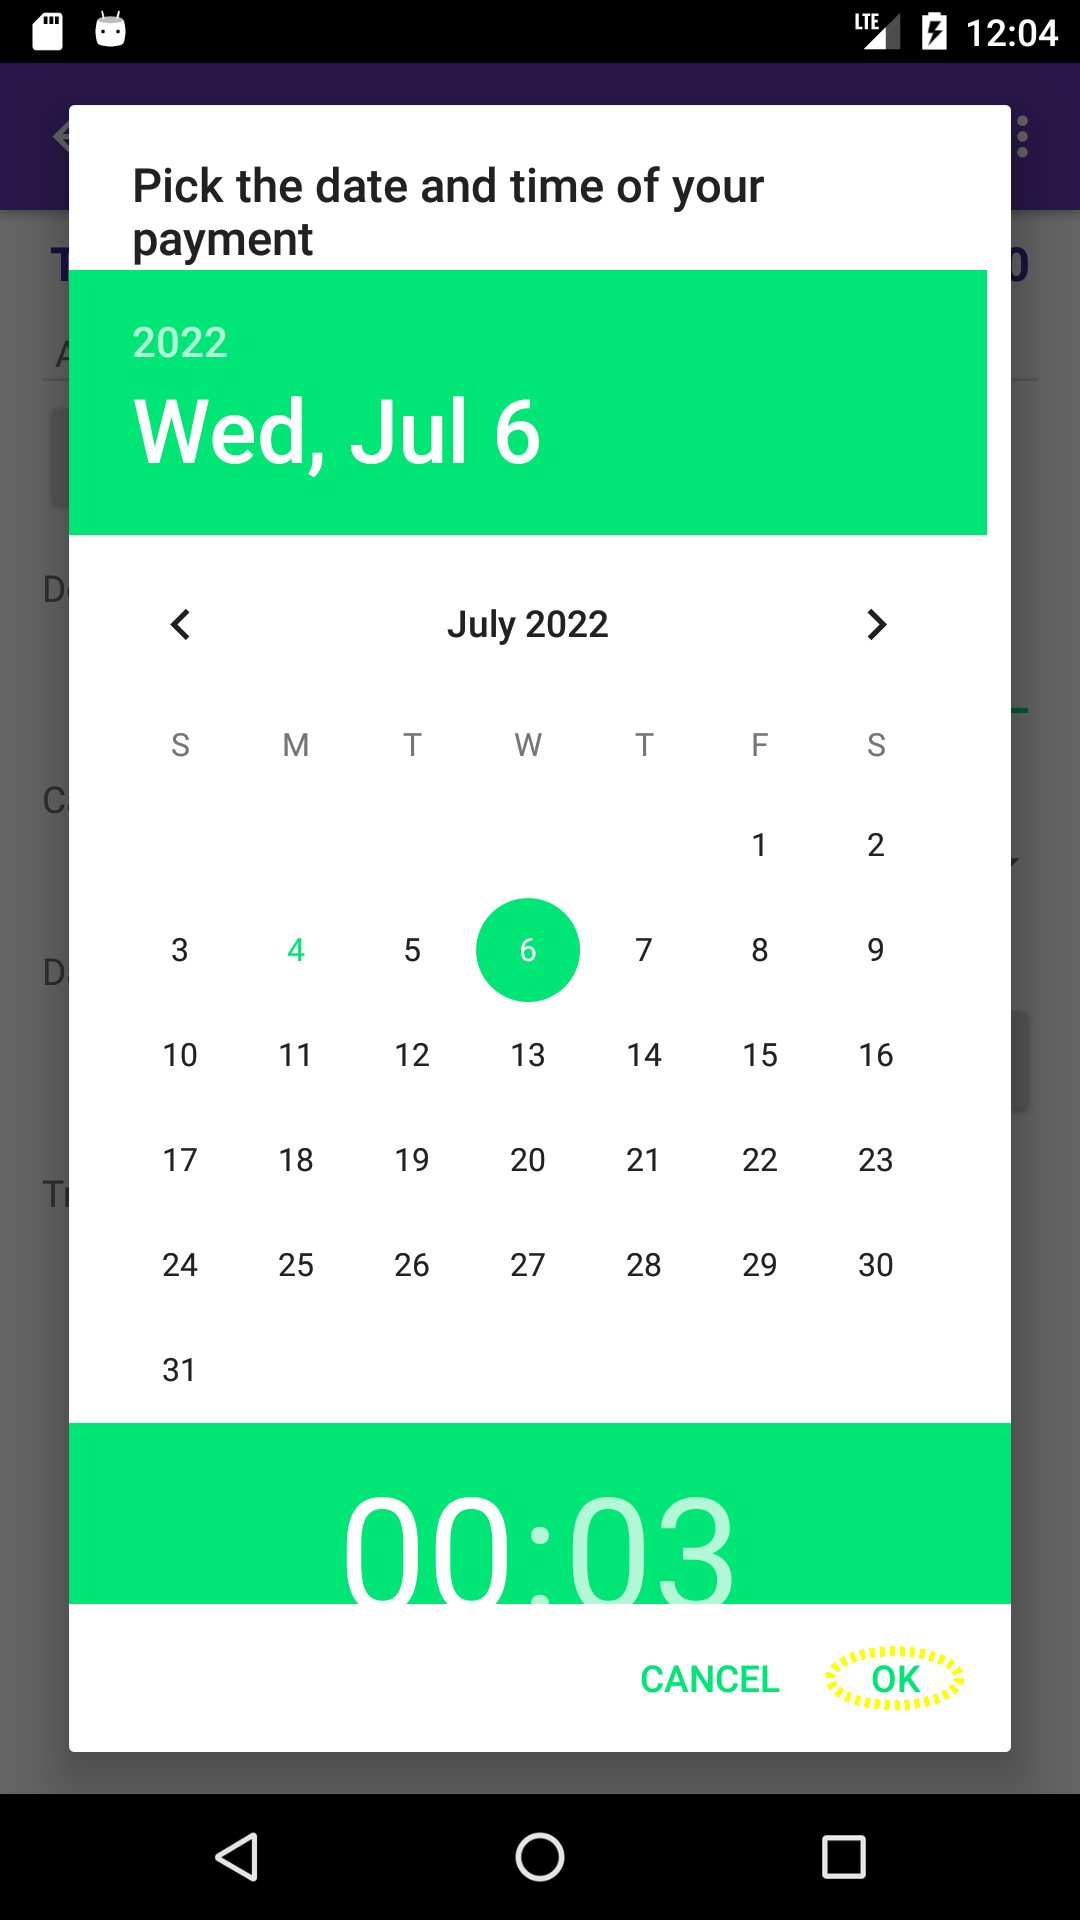 LTE 12:04
Pick the date and time of your
payment
2022
Wed, Jul 6
July 2022
S M T W T F S
1 2
3 4 5 6 7 8 9
10 11 12 13 14 15 16
17 18 19 20 21 22 23
24 25 26 27 28 29 30
31
00:03
CANCEL OK